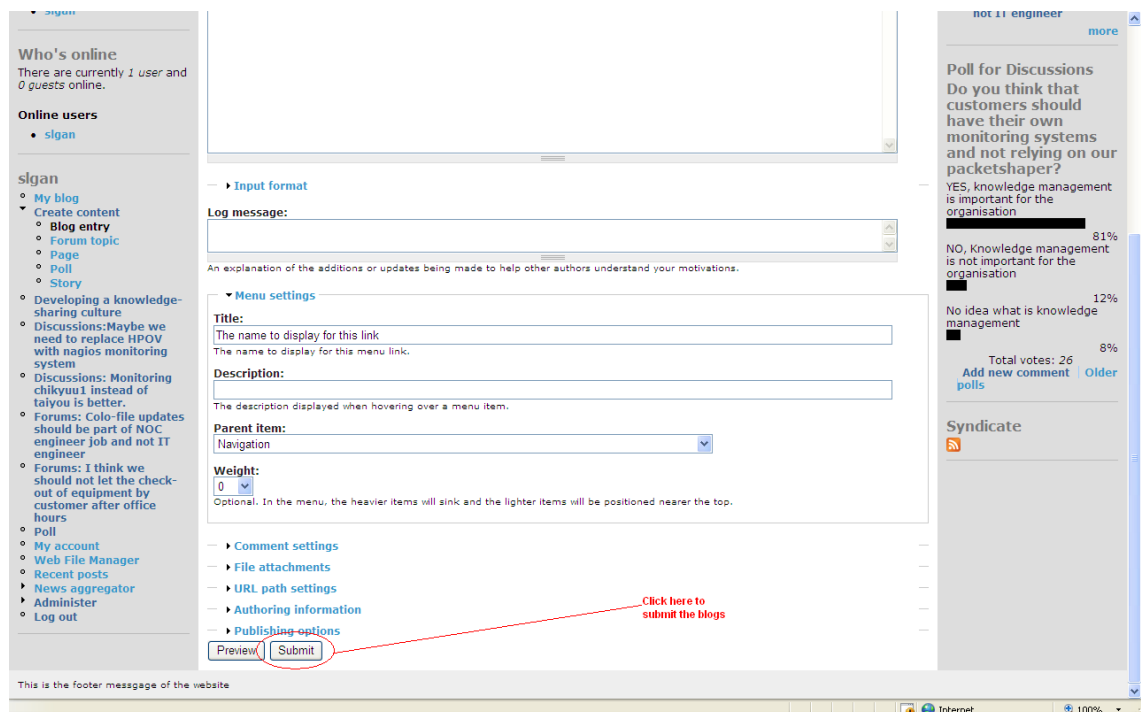 slgan
Who's online
There are currently 1 user and
0 guests online.
Online users
slgan
slgan
My blog
Create content
Blog entry
Forum topic
Page
Poll
Story
Developing a knowledge-
sharing culture
Discussions:Maybe we
need to replace HPOV
with nagios monitoring
system
Discussions: Monitoring
chikyuu1 instead of
taiyou is better.
Forums: Colo-file updates
should be part of NOC
engineer job and not IT
engineer
Forums: I think we
should not let the check-
out of equipment by
customer after office
hours
Poll
My account
Web File Manager
Recent posts
News aggregator
Administer
Log out
Input format
Log message:
An explanation of the additions or updates being made to help other authors understand your motivations.
Menu settings
Title:
The name to display for this link
The name to display for this menu link.
Description:
The description displayed when hovering over a menu item.
Parent item:
Navigation
Weight:
0
Optional. In the menu, the heavier items will sink and the lighter items will be positioned nearer the top.
Comment settings
File attachments
URL path settings
Authoring information
Publishing options
Click here to
submit the blogs
Preview Submit
not IT engineer
more
Poll for Discussions
Do you think that
customers should
have their own
monitoring systems
and not relying on our
packetshaper?
YES, knowledge management
is important for the
organisation
81%
NO, Knowledge management
is not important for the
organisation
12%
No idea what is knowledge
management
8%
Total votes: 26
Add new comment Older
polls
Syndicate
This is the footer messgage of the website
Internet 100%